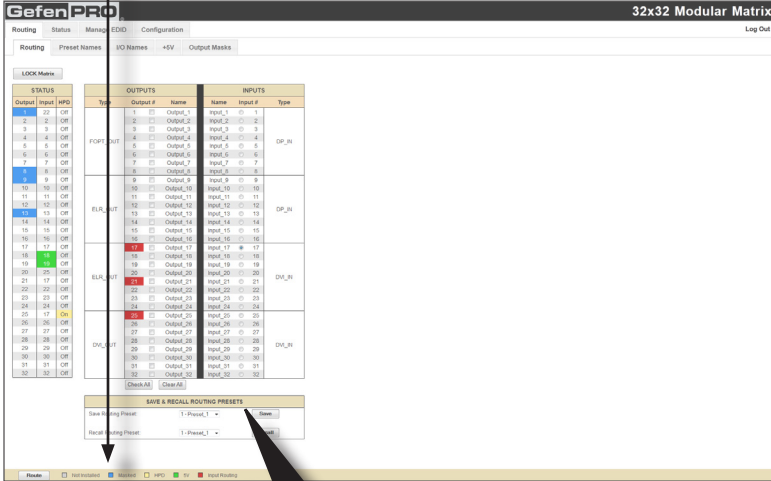 Gefen PRO 32x32 Modular Matrix
Routing Status Manage EDID Configuration Log Out
Routing Preset Names I/O Names +5V Output Masks
LOCK Matrix
STATUS OUTPUTS INPUTS
Output Input HPD Type Output # Name Name Input # Type
1 22 Off 1 Output_1 Input_1 1
2 2 Off 2 Output_2 Input_2 2
3 3 Off 3 Output_3 Input_3 3
4 4 Off FOPT_OUT 4 Output_4 Input_4 4 DP_IN
5 5 Off 5 Output_5 Input_5 5
6 6 Off 6 Output_6 Input_6 6
7 7 Off 7 Output_7 Input_7 7
8 8 Off 8 Output_8 Input_8 8
9 9 Off 9 Output_9 Input_9 9
10 10 Off 10 Output_10 Input_10 10
11 11 Off 11 Output_11 Input_11 11
12 12 Off ELR_OUT 12 Output_12 Input_12 12 DP_IN
13 13 Off 13 Output_13 Input_13 13
14 14 Off 14 Output_14 Input_14 14
15 15 Off 15 Output_15 Input_15 15
16 16 Off 16 Output_16 Input_16 16
17 17 Off 17 Output_17 Input_17 17
18 18 Off 18 Output_18 Input_18 18
19 19 Off 19 Output_19 Input_19 19
20 25 Off ELR_OUT 20 Output_20 Input_20 20 DVI_IN
21 17 Off 21 Output_21 Input_21 21
22 22 Off 22 Output_22 Input_22 22
23 23 Off 23 Output_23 Input_23 23
24 24 Off 24 Output_24 Input_24 24
25 17 On 25 Output_25 Input_25 25
26 26 Off 26 Output_26 Input_26 26
27 27 Off 27 Output_27 Input_27 27
28 28 Off DVI_OUT 28 Output_28 Input_28 28 DVI_IN
29 29 Off 29 Output_29 Input_29 29
30 30 Off 30 Output_30 Input_30 30
31 31 Off 31 Output_31 Input_31 31
32 32 Off 32 Output_32 Input_32 32
Check All Clear All
SAVE & RECALL ROUTING PRESETS
Save Routing Preset: 1 - Preset_1 Save
Recall Routing Preset: 1 - Preset_1
Route Not Installed Masked HPD 5V Input Routing